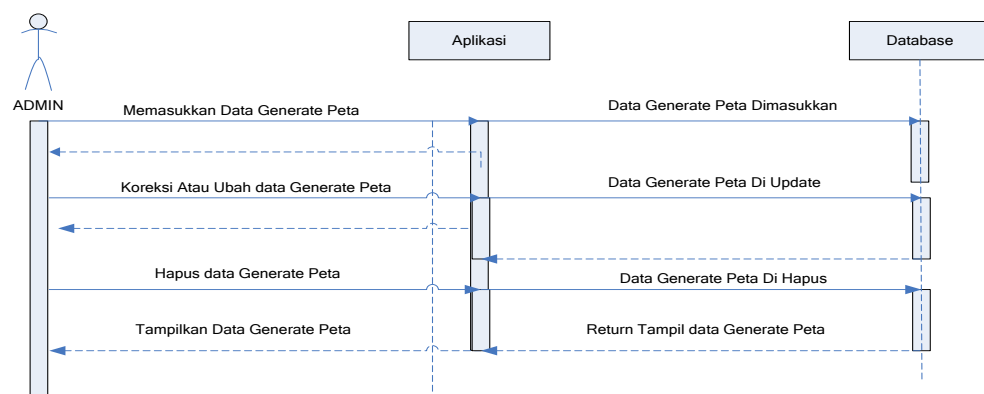 Aplikasi
Database
ADMIN
Memasukkan Data Generate Peta
Data Generate Peta Dimasukkan
Koreksi Atau Ubah data Generate Peta
Data Generate Peta Di Update
Hapus data Generate Peta
Data Generate Peta Di Hapus
Tampilkan Data Generate Peta
Return Tampil data Generate Peta